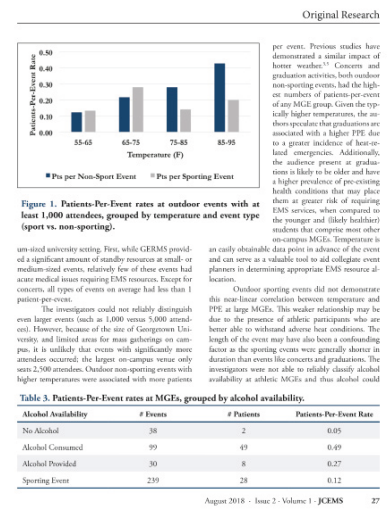 Original Research
Patients-Per-Event Rate
0.50
0.40
0.30
0.20
0.10
0.00
55-65
65-75
75-85
85-95
Temperature (F)
Pts per Non-Sport Event
Pts per Sporting Event
Figure 1. Patients-Per-Event rates at outdoor events with at
least 1,000 attendees, grouped by temperature and event type
(sport vs. non-sporting).
um-sized university setting. First, while GERMS provid-
ed a significant amount of standby resources at small- or
medium-sized events, relatively few of these events had
acute medical issues requiring EMS resources. Except for
concerts, all types of events on average had less than 1
patient-per-event.
The investigators could not reliably distinguish
even larger events (such as 1,000 versus 5,000 attend-
ees). However, because of the size of Georgetown Uni-
versity, and limited areas for mass gatherings on cam-
pus, it is unlikely that events with significantly more
attendees occurred; the largest on-campus venue only
seats 2,500 attendees. Outdoor non-sporting events with
higher temperatures were associated with more patients
per event. Previous studies have
demonstrated a similar impact of
hotter weather. Concerts and
graduation activities, both outdoor
non-sporting events, had the high-
est numbers of patients-per-event
of any MGE group. Given the typ-
ically higher temperatures, the au-
thors speculate that graduations are
associated with a higher PPE due
to a greater incidence of heat-re-
lated emergencies. Additionally,
the audience present at gradua-
tions is likely to be older and have
a higher prevalence of pre-existing
health conditions that may place
them at greater risk of requiring
EMS services, when compared to
the younger and (likely healthier)
students that comprise most other
on-campus MGEs. Temperature is
an easily obtainable data point in advance of the event
and can serve as a valuable tool to aid collegiate event
planners in determining appropriate EMS resource al-
location.
Outdoor sporting events did not demonstrate
this near-linear correlation between temperature and
PPE at large MGEs. This weaker relationship may be
due to the presence of athletic participants who are
better able to withstand adverse heat conditions. The
length of the event may have also been a confounding
factor as the sporting events were generally shorter in
duration than events like concerts and graduations. The
investigators were not able to reliably classify alcohol
availability at athletic MGEs and thus alcohol could
Table 3. Patients-Per-Event rates at MGEs, grouped by alcohol availability.
Alcohol Availability # Events # Patients Patients-Per-Event Rate
No Alcohol 38 2 0.05
Alcohol Consumed 99 49 0.49
Alcohol Provided 30 8 0.27
Sporting Event 239 28 0.12
August 2018 · Issue 2 · Volume 1 · JCEMS 27